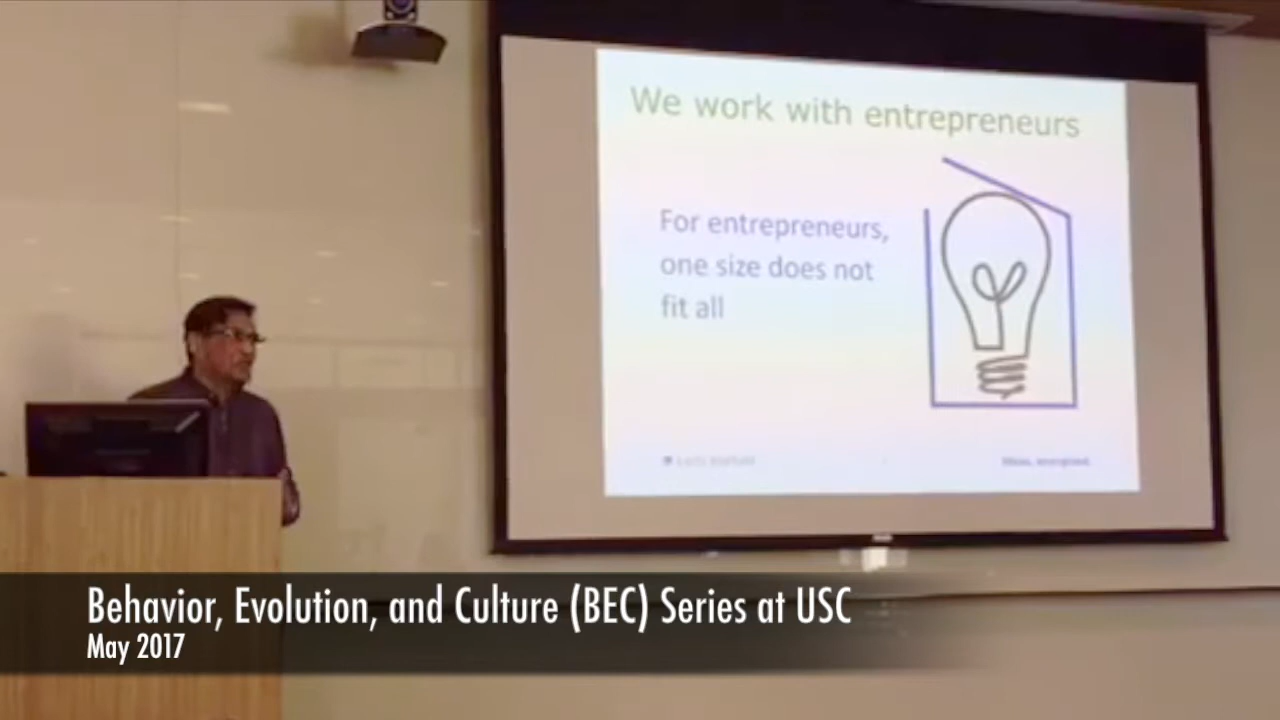 We work with entrepreneurs
For entrepreneurs,
one size does not
fit all
Behavior, Evolution, and Culture (BEC) Series at USC
May 2017